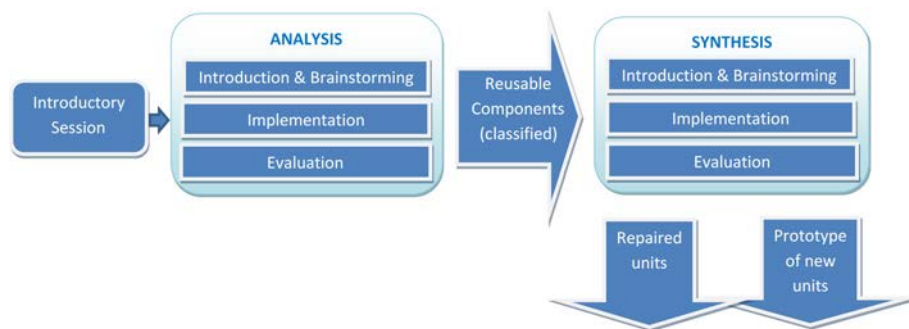 Introductory
Session
ANALYSIS
Introduction & Brainstorming
Implementation
Evaluation
Reusable
Components
(classified)
SYNTHESIS
Introduction & Brainstorming
Implementation
Evaluation
Repaired
units
Prototype
of new
units